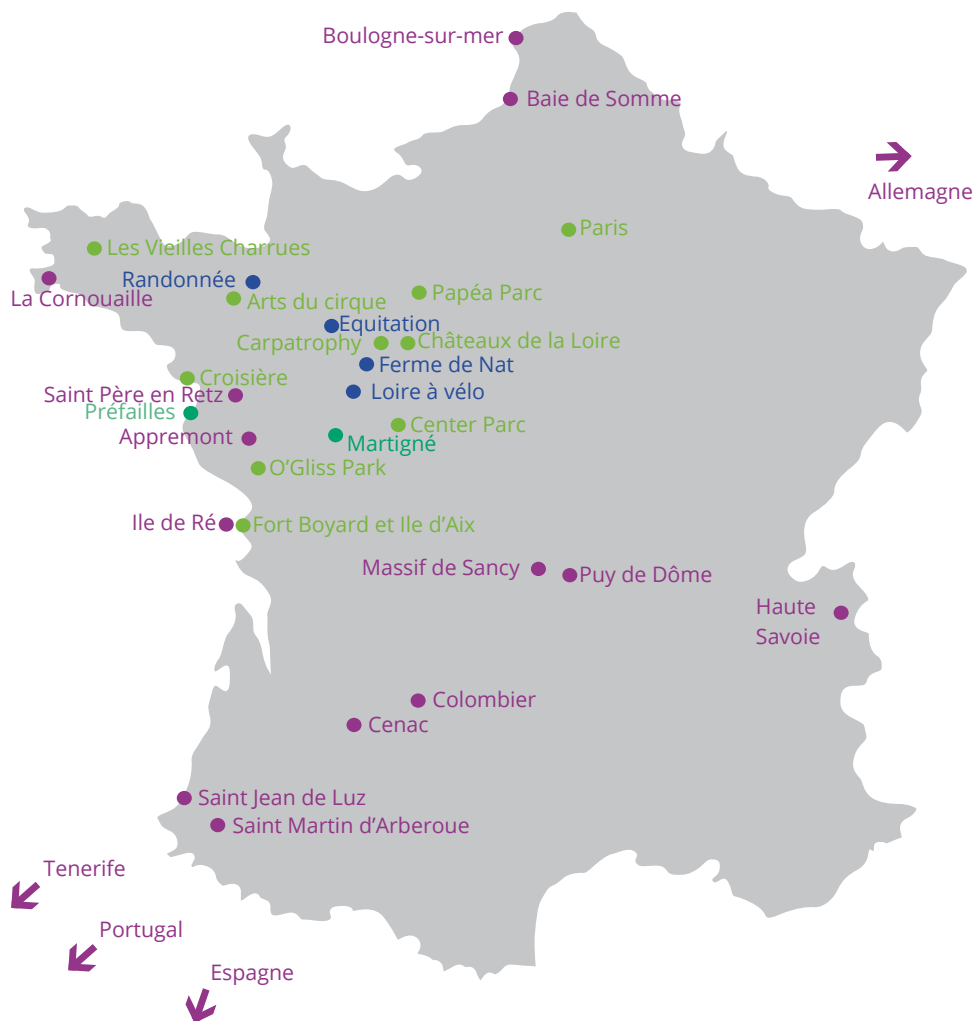 Boulogne-sur-mer
Baie de Somme
Allemagne
Paris
Les Vieilles Charrues
Randonnée
La Cornouaille
Arts du cirque
Papéa Parc
Equitation
Carpatrophy
Châteaux de la Loire
Ferme de Nat
Croisière
Saint Père en Retz
Loire à vélo
Préfailles
Center Parc
Appremont
Martigné
O'Gliss Park
Ile de Ré
Fort Boyard et Ile d'Aix
Massif de Sancy
Puy de Dôme
Haute
Savoie
Colombier
Cenac
Saint Jean de Luz
Saint Martin d'Arberoue
Tenerife
Portugal
Espagne